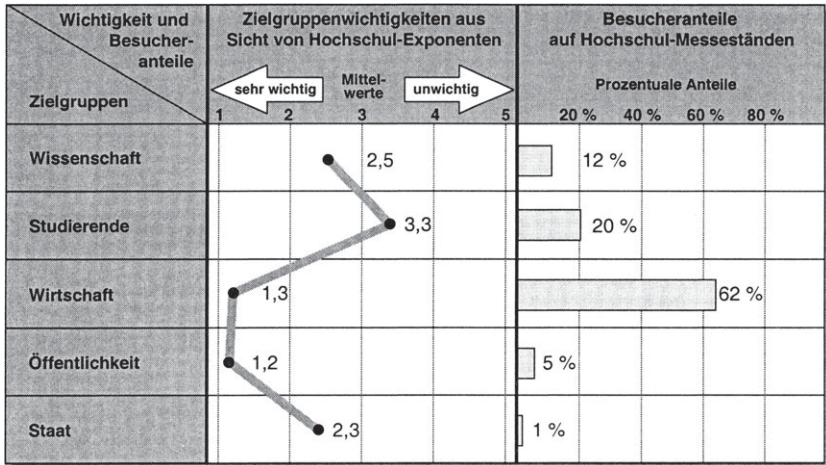 Wichtigkeit und
Besucher-
anteile
Zielgruppen
Zielgruppenwichtigkeiten aus
Sicht von Hochschul-Exponenten
sehr wichtig
Mittel-
werte
unwichtig
1 2 3 4 5
Besucheranteile
auf Hochschul-Messeständen
Prozentuale Anteile
20 % 40 % 60 % 80 %
Wissenschaft 2,5 12 %
Studierende 3,3 20 %
Wirtschaft 1,3 62 %
Öffentlichkeit 1,2 5 %
Staat 2,3 1 %